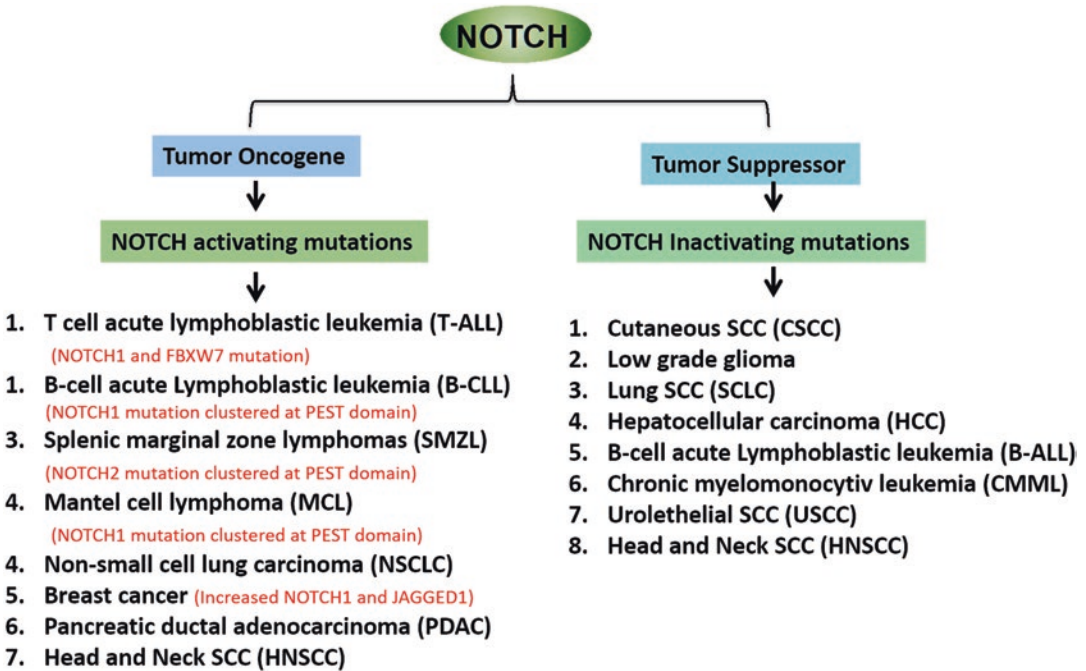 NOTCH
Tumor Oncogene
NOTCH activating mutations
1. T cell acute lymphoblastic leukemia (T-ALL)
(NOTCH1 and FBXW7 mutation)
1. B-cell acute Lymphoblastic leukemia (B-CLL)
(NOTCH1 mutation clustered at PEST domain)
3. Splenic marginal zone lymphomas (SMZL)
(NOTCH2 mutation clustered at PEST domain)
4. Mantel cell lymphoma (MCL)
(NOTCH1 mutation clustered at PEST domain)
4. Non-small cell lung carcinoma (NSCLC)
5. Breast cancer (Increased NOTCH1 and JAGGED1)
6. Pancreatic ductal adenocarcinoma (PDAC)
7. Head and Neck SCC (HNSCC)
Tumor Suppressor
NOTCH Inactivating mutations
1. Cutaneous SCC (CSCC)
2. Low grade glioma
3. Lung SCC (SCLC)
4. Hepatocellular carcinoma (HCC)
5. B-cell acute Lymphoblastic leukemia (B-ALL)
6. Chronic myelomonocytiv leukemia (CMML)
7. Urolethelial SCC (USCC)
8. Head and Neck SCC (HNSCC)